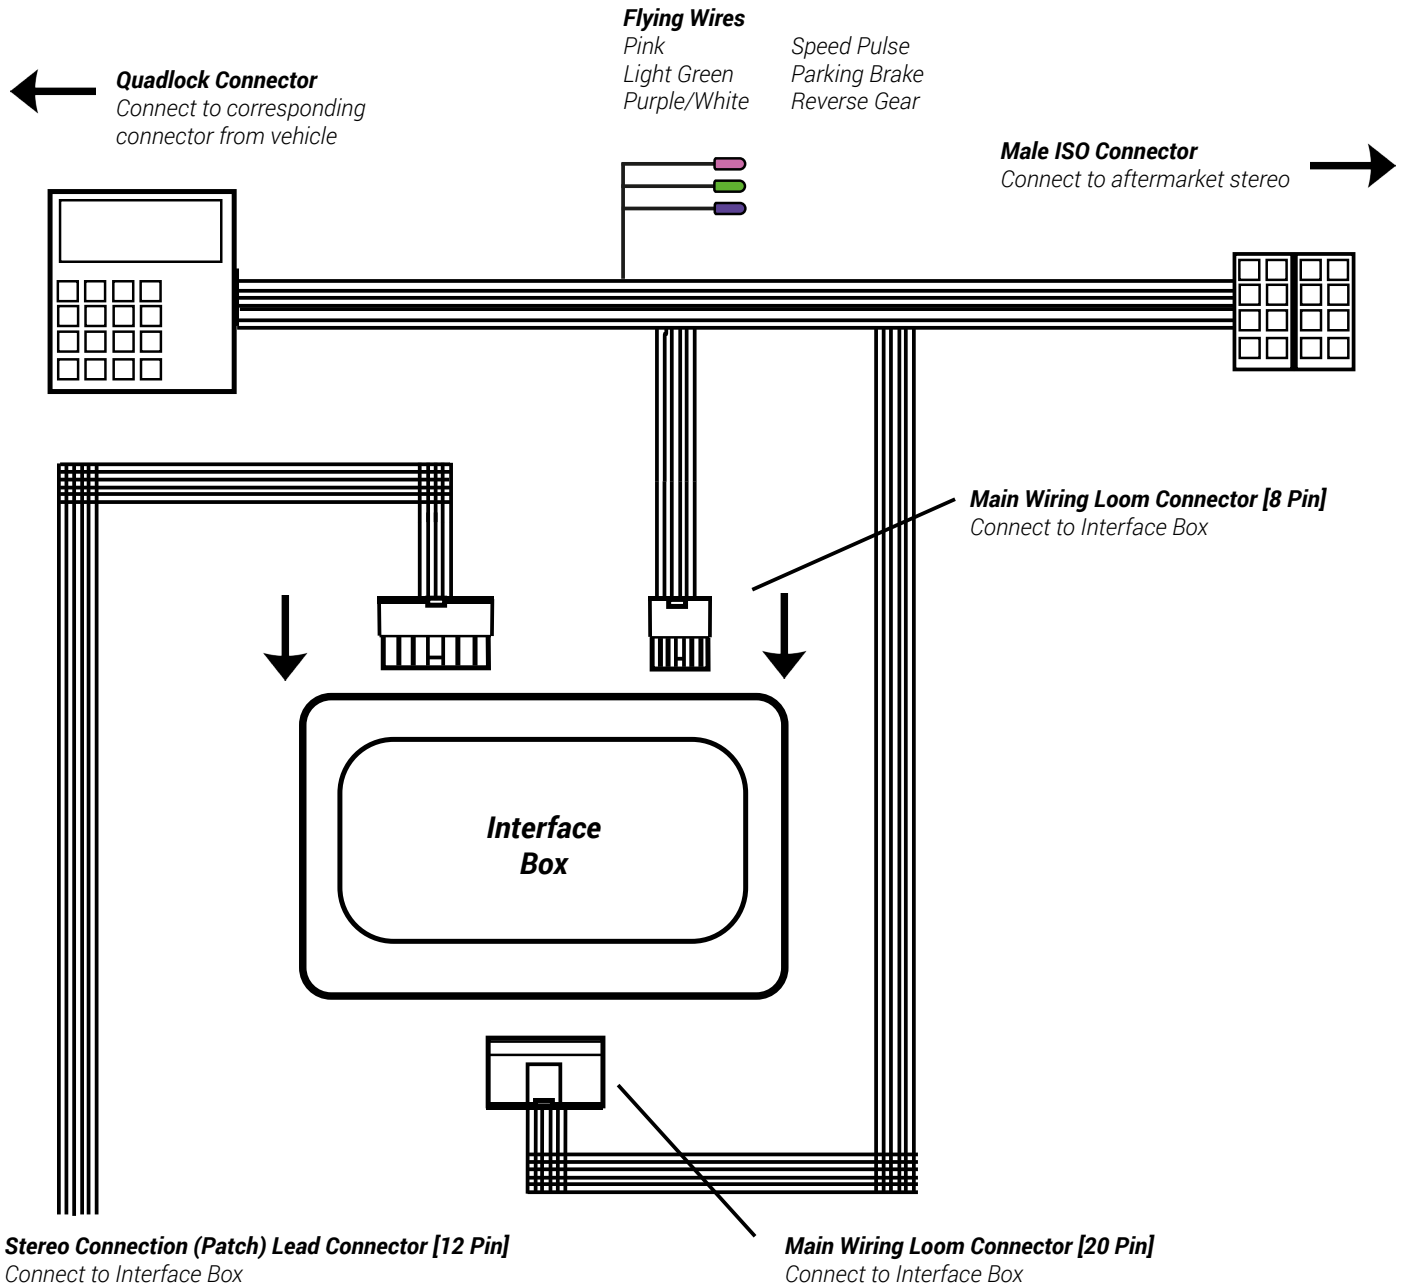 Flying Wires
Pink Speed Pulse
Light Green Parking Brake
Purple/White Reverse Gear
Quadlock Connector
Connect to corresponding
connector from vehicle
Male ISO Connector
Connect to aftermarket stereo
Main Wiring Loom Connector [8 Pin]
Connect to Interface Box
Interface
Box
Stereo Connection (Patch) Lead Connector [12 Pin]
Connect to Interface Box
Main Wiring Loom Connector [20 Pin]
Connect to Interface Box